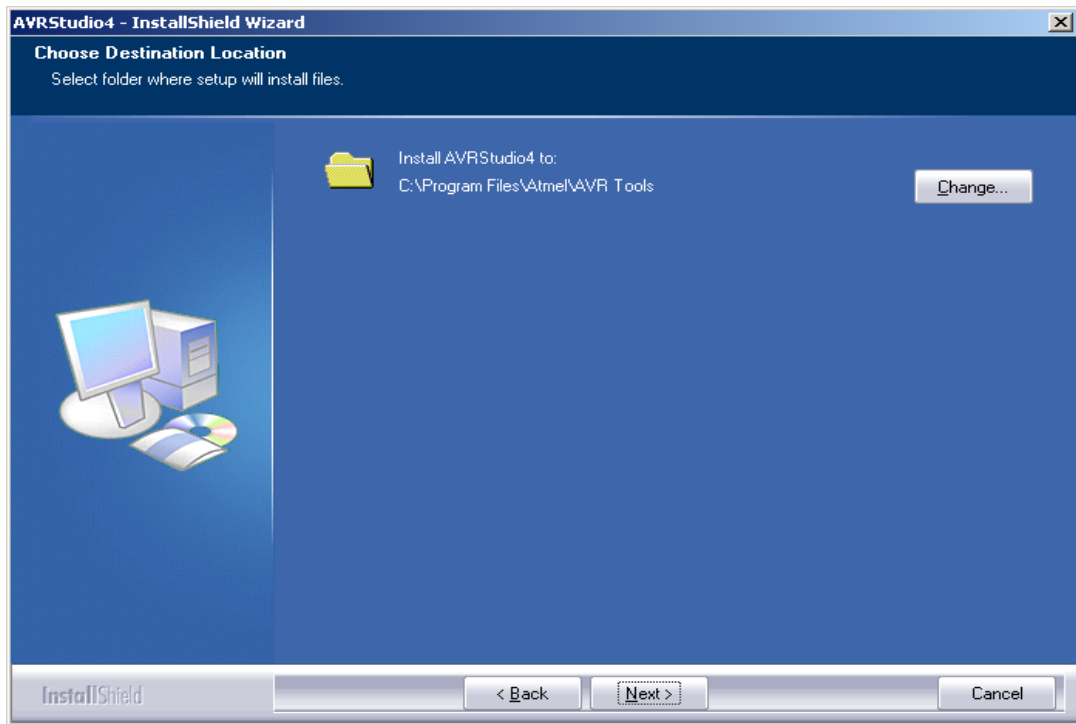 AVRStudio4 - InstallShield Wizard
Choose Destination Location
Select folder where setup will install files.
Install AVRStudio4 to:
C:\Program Files\Atmel\AVR Tools
Change...
InstallShield
< Back
Next >
Cancel